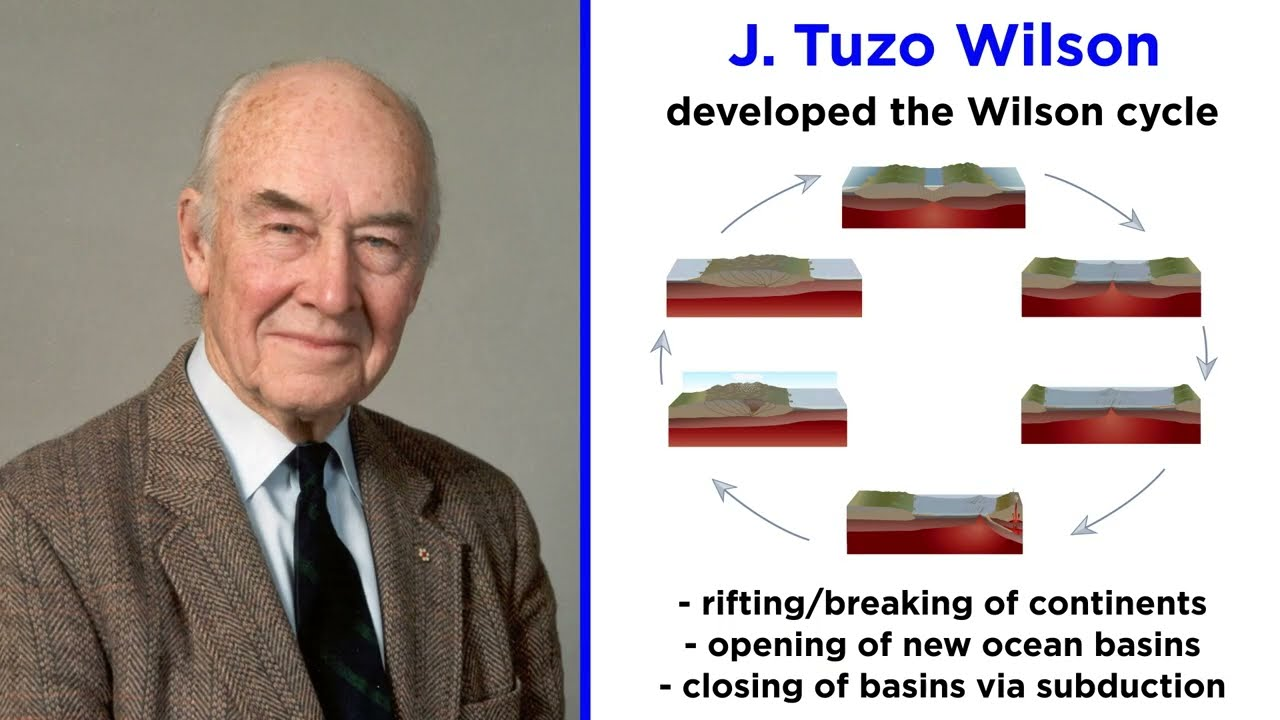 J. Tuzo Wilson
developed the Wilson cycle
- rifting/breaking of continents
- opening of new ocean basins
- closing of basins via subduction